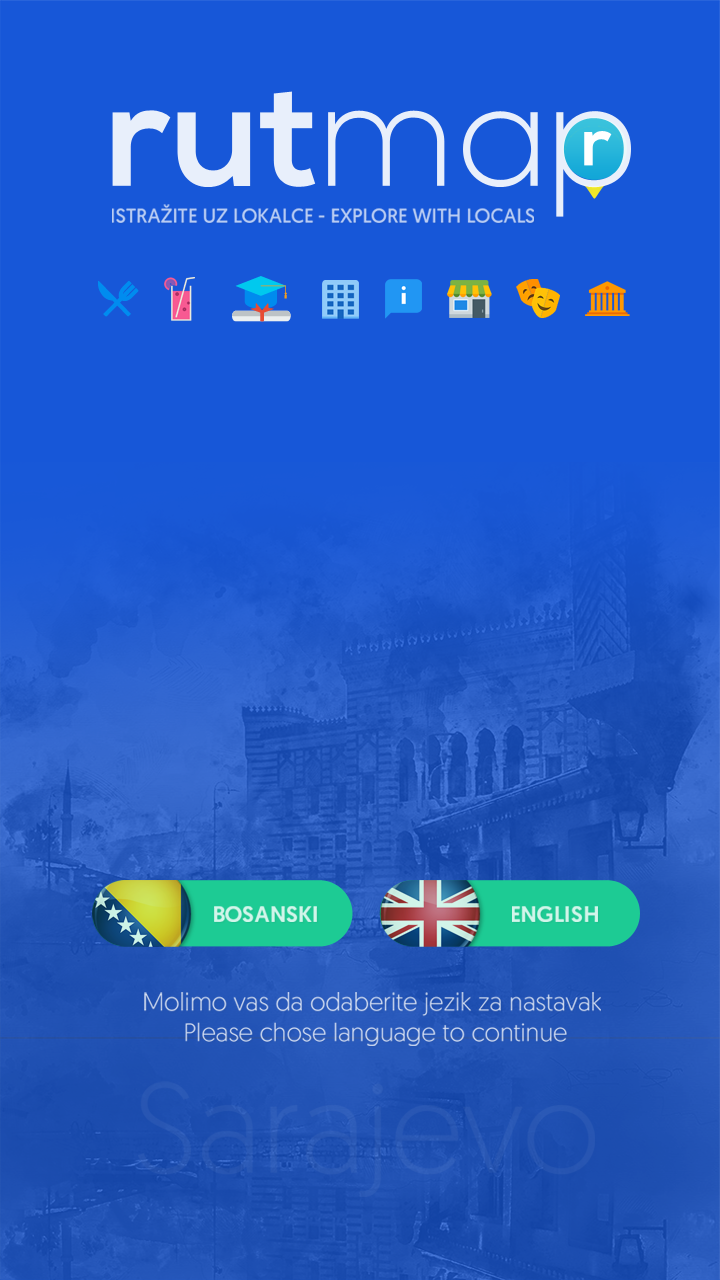 rutmap
r
ISTRAŽITE UZ LOKALCE - EXPLORE WITH LOCALS
i
BOSANSKI
ENGLISH
Molimo vas da odaberite jezik za nastavak
Please chose language to continue
Sarajevo